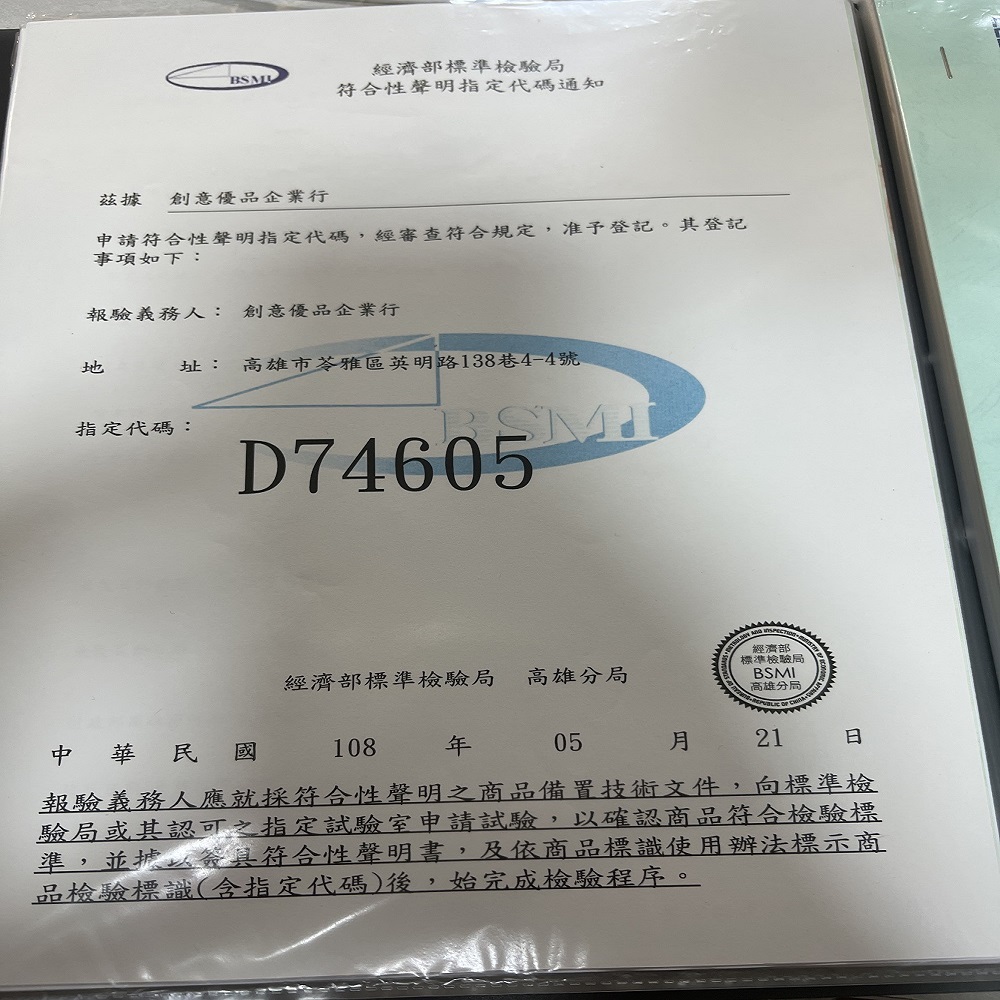 BSMI
經濟部標準檢驗局
符合性聲明指定代碼通知
茲據 創意優品企業行
申請符合性聲明指定代碼，經審查符合規定，准予登記。其登記
事項如下：
報驗義務人： 創意優品企業行
地 址： 高雄市苓雅區英明路138巷4-4號
指定代碼：
BSMI
D74605
經濟部標準檢驗局 高雄分局
經濟部
標準檢驗局
BSMI
高雄分局
中 華 民 國 108 年 05 月 21 日
報驗義務人應就採符合性聲明之商品備置技術文件，向標準檢
驗局或其認可之指定試驗室申請試驗，以確認商品符合檢驗標
準，並據以簽具符合性聲明書，及依商品標識使用辦法標示商
品檢驗標識(含指定代碼)後，始完成檢驗程序。